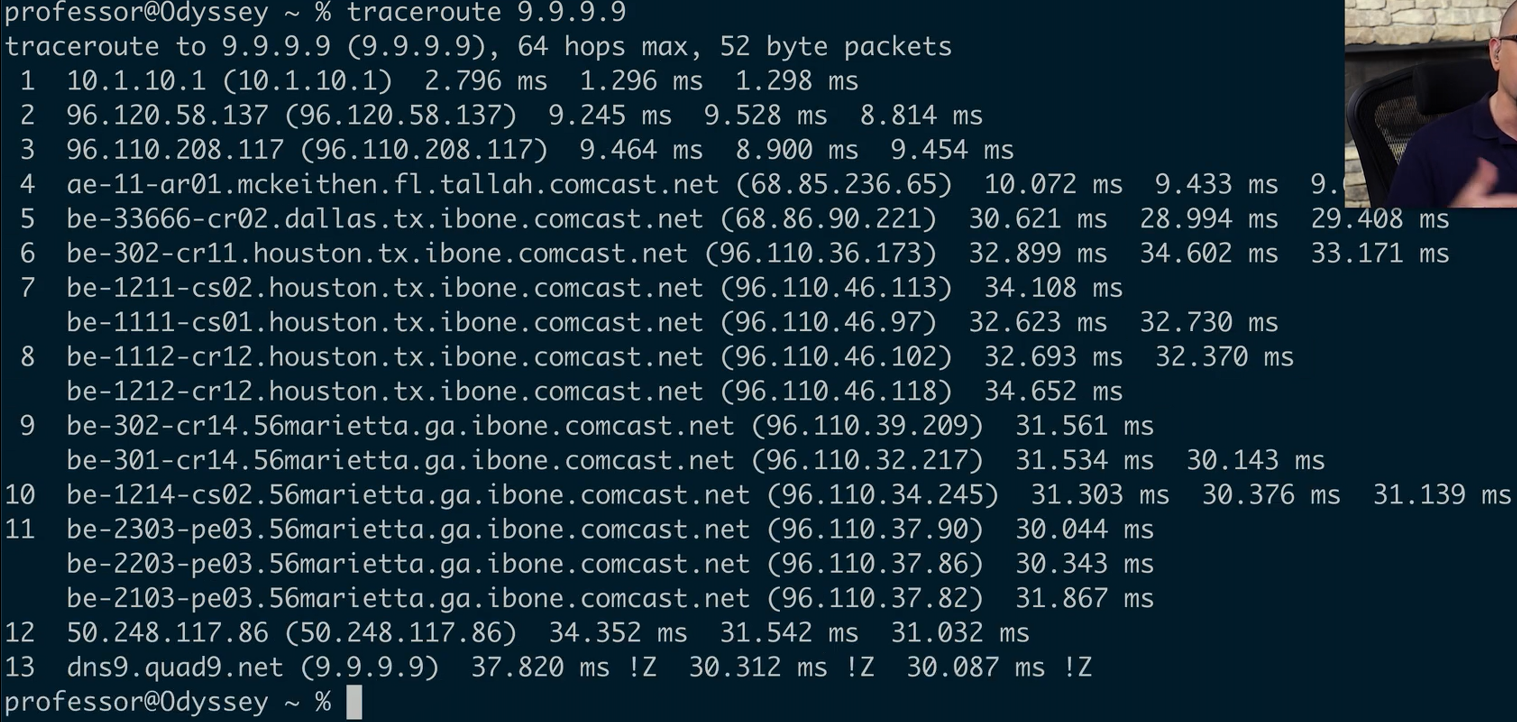 professor@Odyssey ~ % traceroute 9.9.9.9
traceroute to 9.9.9.9 (9.9.9.9), 64 hops max, 52 byte packets
1 10.1.10.1 (10.1.10.1) 2.796 ms 1.296 ms 1.298 ms
2 96.120.58.137 (96.120.58.137) 9.245 ms 9.528 ms 8.814 ms
3 96.110.208.117 (96.110.208.117) 9.464 ms 8.900 ms 9.454 ms
4 ae-11-ar01.mckeithen.fl.tallah.comcast.net (68.85.236.65) 10.072 ms 9.433 ms
5 be-33666-cr02.dallas.tx.ibone.comcast.net (68.86.90.221) 30.621 ms 28.994 ms 29.408 ms
6 be-302-cr11.houston.tx.ibone.comcast.net (96.110.36.173) 32.899 ms 34.602 ms 33.171 ms
7 be-1211-cs02.houston.tx.ibone.comcast.net (96.110.46.113) 34.108 ms
be-1111-cs01.houston.tx.ibone.comcast.net (96.110.46.97) 32.623 ms 32.730 ms
8 be-1112-cr12.houston.tx.ibone.comcast.net (96.110.46.102) 32.693 ms 32.370 ms
be-1212-cr12.houston.tx.ibone.comcast.net (96.110.46.118) 34.652 ms
9 be-302-cr14.56marietta.ga.ibone.comcast.net (96.110.39.209) 31.561 ms
be-301-cr14.56marietta.ga.ibone.comcast.net (96.110.32.217) 31.534 ms 30.143 ms
10 be-1214-cs02.56marietta.ga.ibone.comcast.net (96.110.34.245) 31.303 ms 30.376 ms 31.139 ms
11 be-2303-pe03.56marietta.ga.ibone.comcast.net (96.110.37.90) 30.044 ms
be-2203-pe03.56marietta.ga.ibone.comcast.net (96.110.37.86) 30.343 ms
be-2103-pe03.56marietta.ga.ibone.comcast.net (96.110.37.82) 31.867 ms
12 50.248.117.86 (50.248.117.86) 34.352 ms 31.542 ms 31.032 ms
13 dns9.quad9.net (9.9.9.9) 37.820 ms !Z 30.312 ms !Z 30.087 ms !Z
professor@Odyssey ~ %